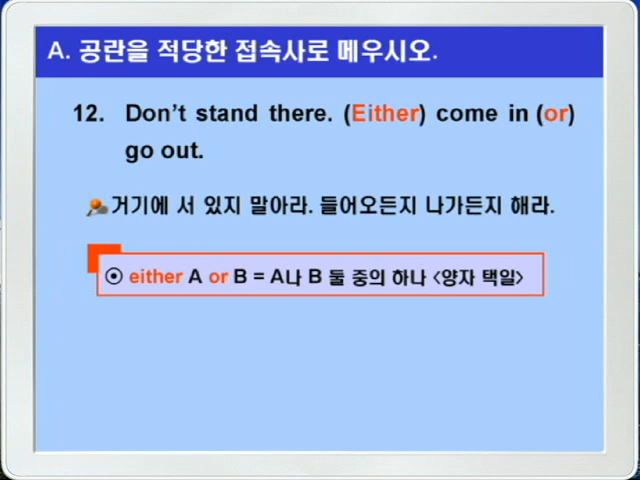 A. 공란을 적당한 접속사로 메우시오.
12. Don't stand there. (Either) come in (or)
go out.
거기에 서 있지 말아라. 들어오든지 나가든지 해라.
⊙ either A or B = A나 B 둘 중의 하나 <양자 택일>